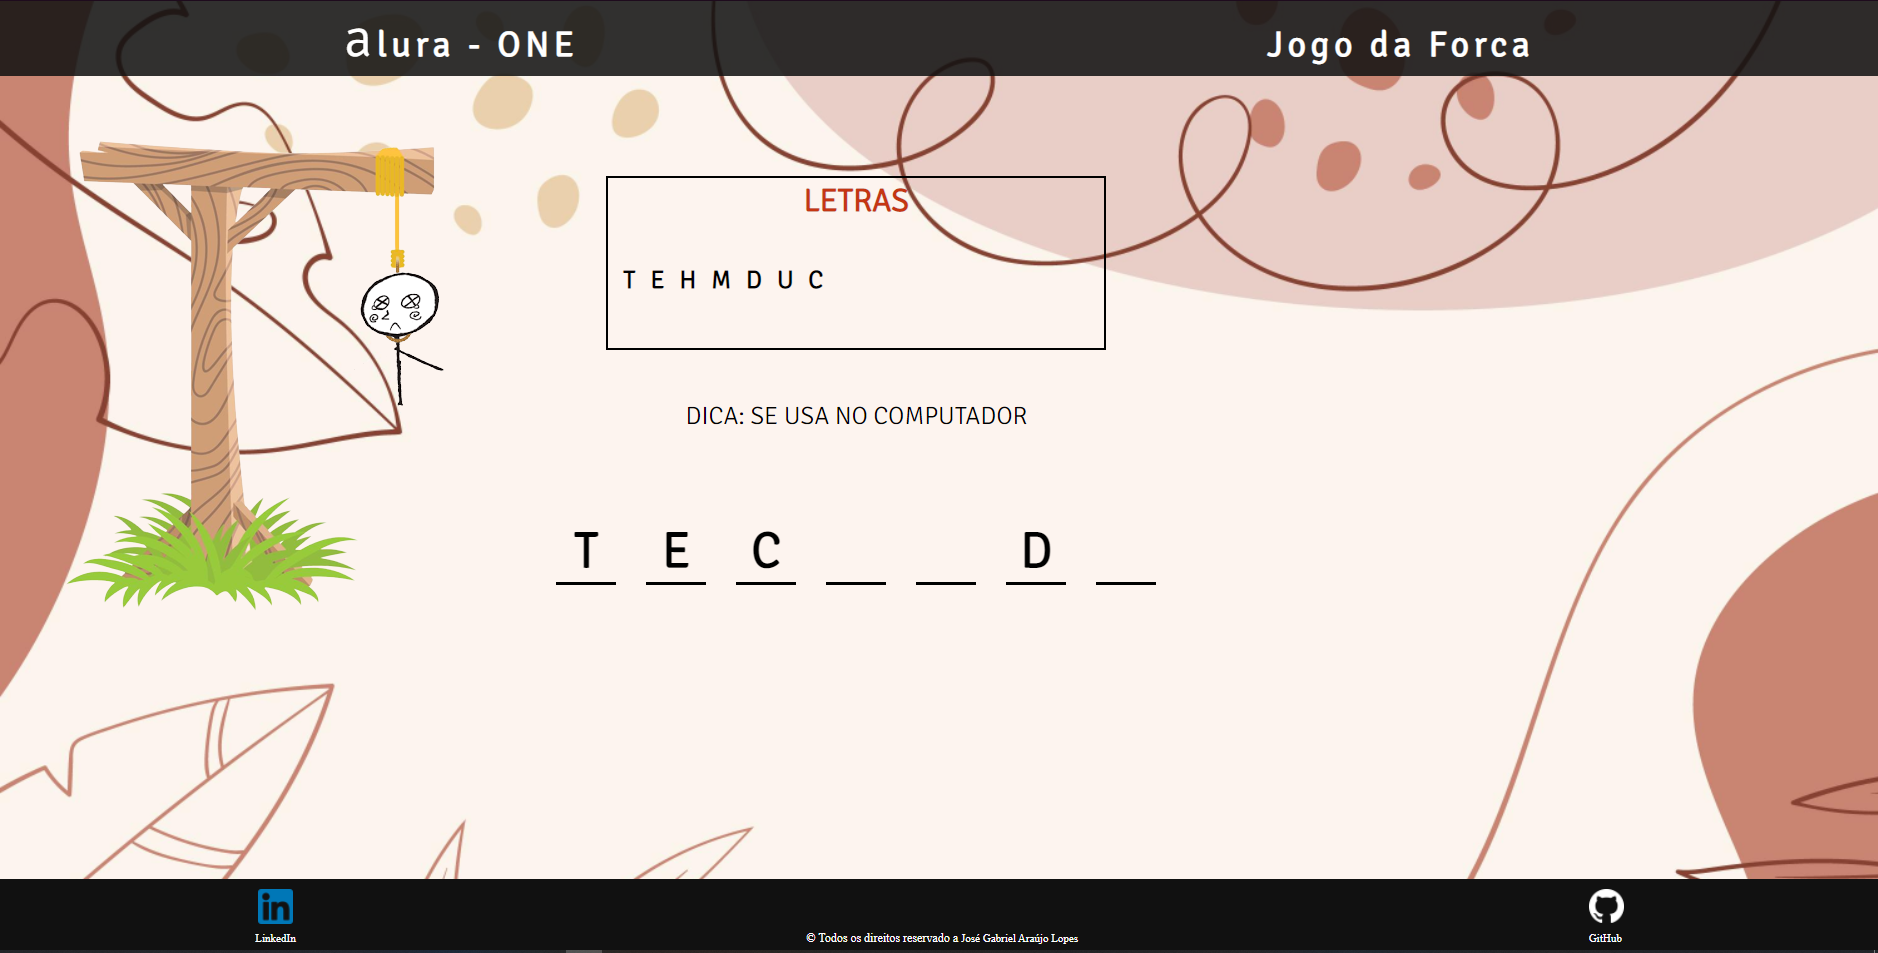 alura - ONE
Jogo da Forca
LETRAS
T E H M D U C
DICA: SE USA NO COMPUTADOR
T E C _ _ D _
LinkedIn
© Todos os direitos reservado a José Gabriel Araújo Lopes
GitHub